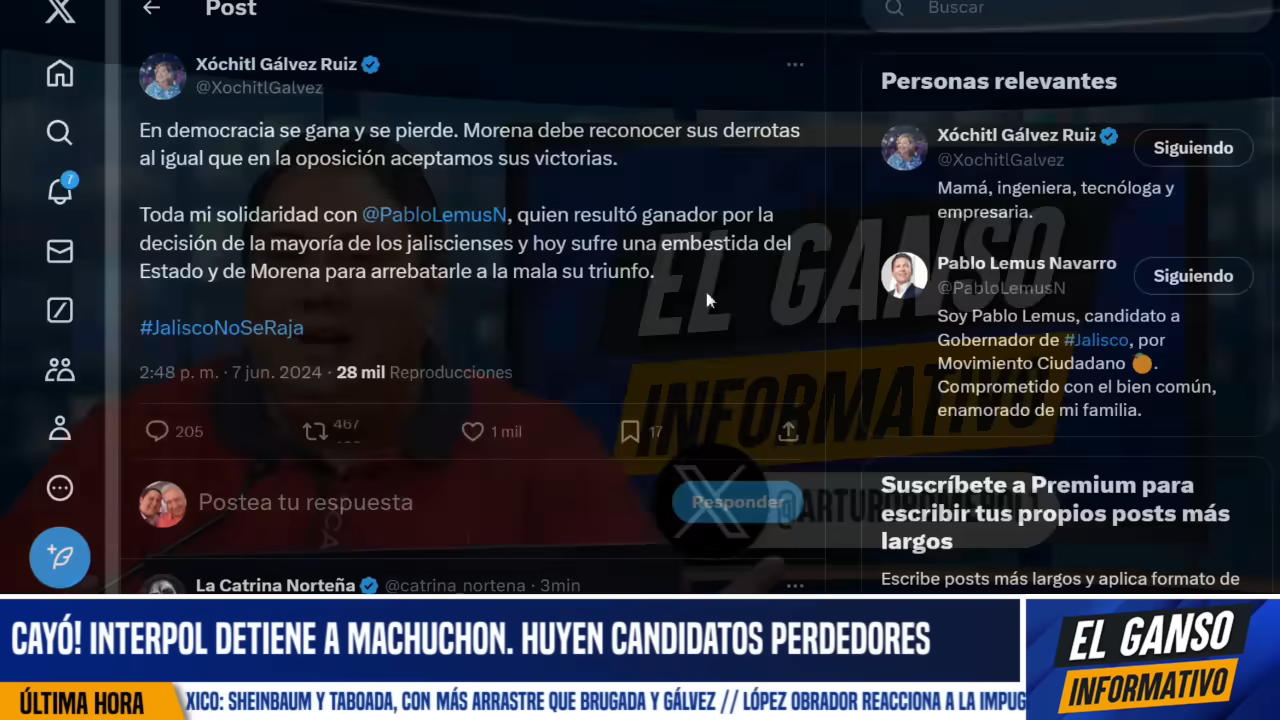 Post
Buscar
Xóchitl Gálvez Ruiz
@XochitlGalvez
En democracia se gana y se pierde. Morena debe reconocer sus derrotas
al igual que en la oposición aceptamos sus victorias.
Toda mi solidaridad con @PabloLemusN, quien resultó ganador por la
decisión de la mayoría de los jaliscienses y hoy sufre una embestida del
Estado y de Morena para arrebatarle a la mala su triunfo.
#JaliscoNoSeRaja
2:48 p. m. · 7 jun. 2024 · 28 mil Reproducciones
205
467
1 mil
17
Postea tu respuesta
Responder
La Catrina Norteña @catrina_nortena · 3min
Personas relevantes
Xóchitl Gálvez Ruiz
@XochitlGalvez
Siguiendo
Mamá, ingeniera, tecnóloga y
empresaria.
Pablo Lemus Navarro
@PabloLemusN
Siguiendo
Soy Pablo Lemus, candidato a
Gobernador de #Jalisco, por
Movimiento Ciudadano 🍊.
Comprometido con el bien común,
enamorado de mi familia.
Suscríbete a Premium para
escribir tus propios posts más
largos
Escribe posts más largos y aplica formato de
7
EL GANSO
INFORMATIVO
CAYÓ! INTERPOL DETIENE A MACHUCHON. HUYEN CANDIDATOS PERDEDORES
EL GANSO
INFORMATIVO
ÚLTIMA HORA
XICO: SHEINBAUM Y TABOADA, CON MÁS ARRASTRE QUE BRUGADA Y GÁLVEZ // LÓPEZ OBRADOR REACCIONA A LA IMPUG